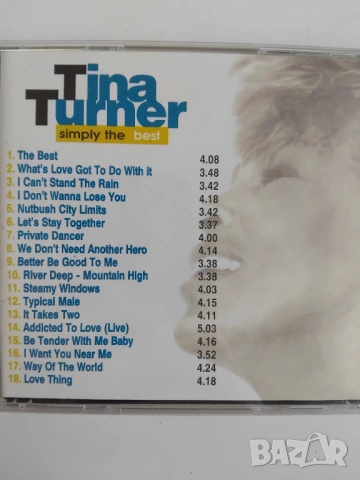 Tina
Turner
simply the best
1. The Best 4.08
2. What's Love Got To Do With it 3.48
3. I Can't Stand The Rain 3.42
4. I Don't Wanna Lose You 4.18
5. Nutbush City Limits 3.42
6. Let's Stay Together 3.37
7. Private Dancer 4.00
8. We Don't Need Another Hero 4.14
9. Better Be Good To Me 3.38
10. River Deep - Mountain High 3.38
11. Steamy Windows 4.03
12. Typical Male 4.15
13. It Takes Two 4.11
14. Addicted To Love (Live) 5.03
15. Be Tender With Me Baby 4.16
16. I Want You Near Me 3.52
17. Way Of The World 4.24
18. Love Thing 4.18
BAZAR